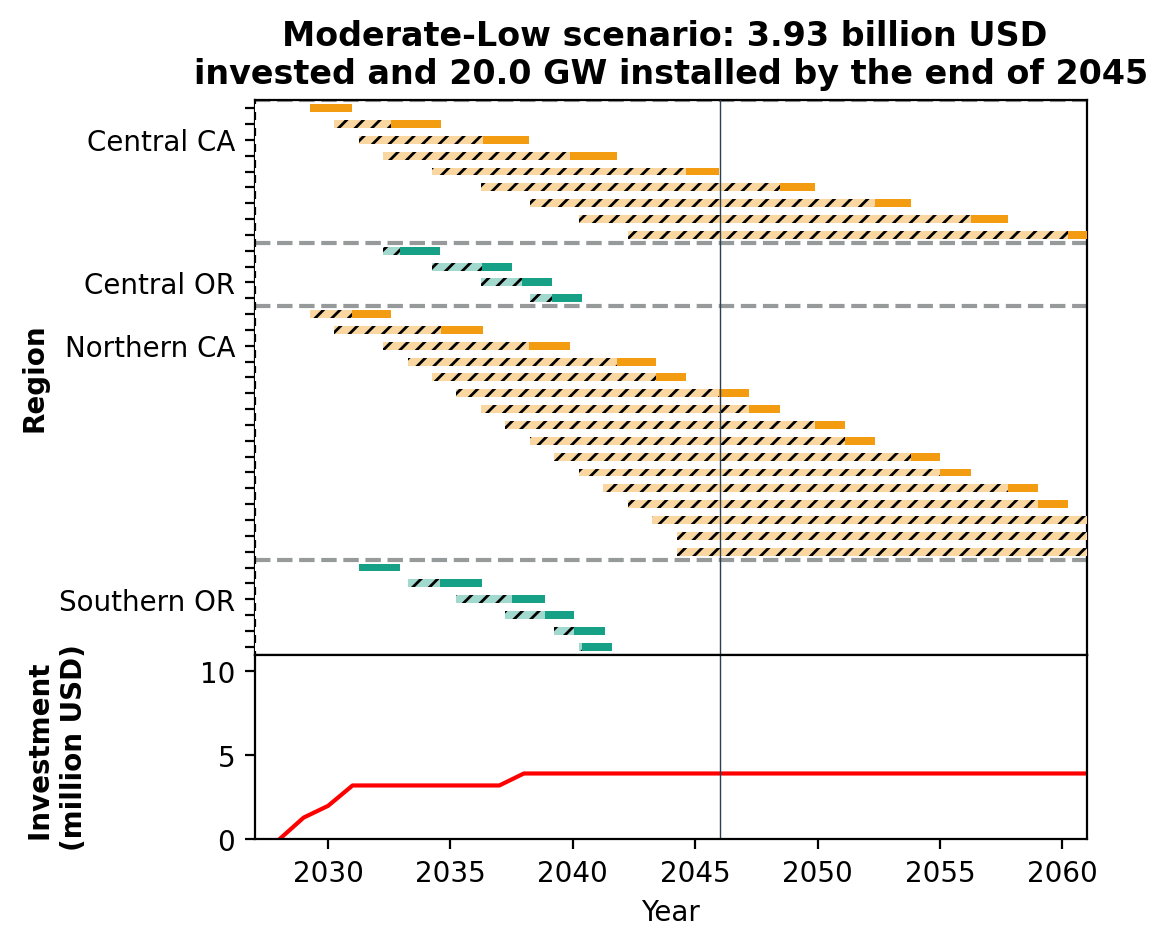 Moderate-Low scenario: 3.93 billion USD
invested and 20.0 GW installed by the end of 2045
Central CA
Central OR
Northern CA
Southern OR
Region
10
5
0
Investment
(million USD)
2030 2035 2040 2045 2050 2055 2060
Year